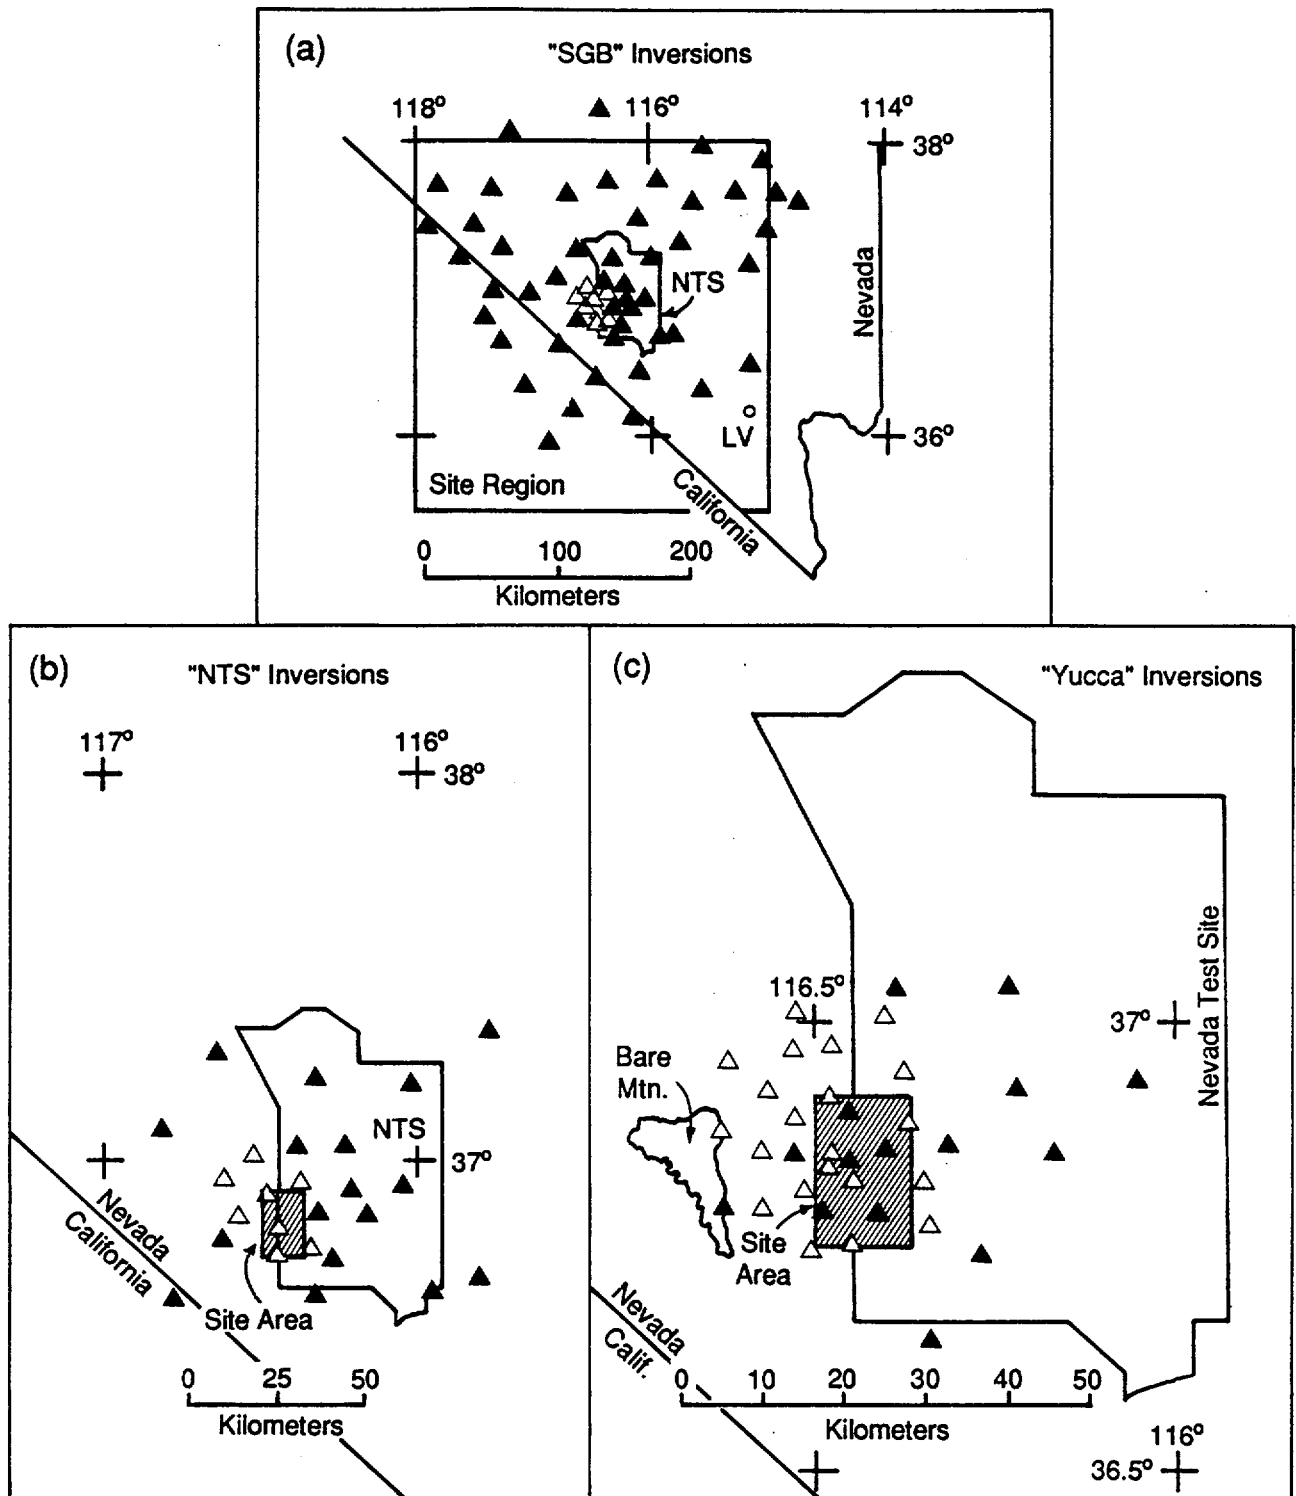 (a)
"SGB" Inversions
118° 116° 114°
38°
NTS
Nevada
LV
36°
Site Region
California
0 100 200
Kilometers
(b)
"NTS" Inversions
117° 116°
38°
NTS
37°
Nevada
California
Site Area
0 25 50
Kilometers
(c)
"Yucca" Inversions
116.5°
37°
Nevada Test Site
Bare
Mtn.
Site
Area
Nevada
Calif.
0 10 20 30 40 50
Kilometers
116°
36.5°